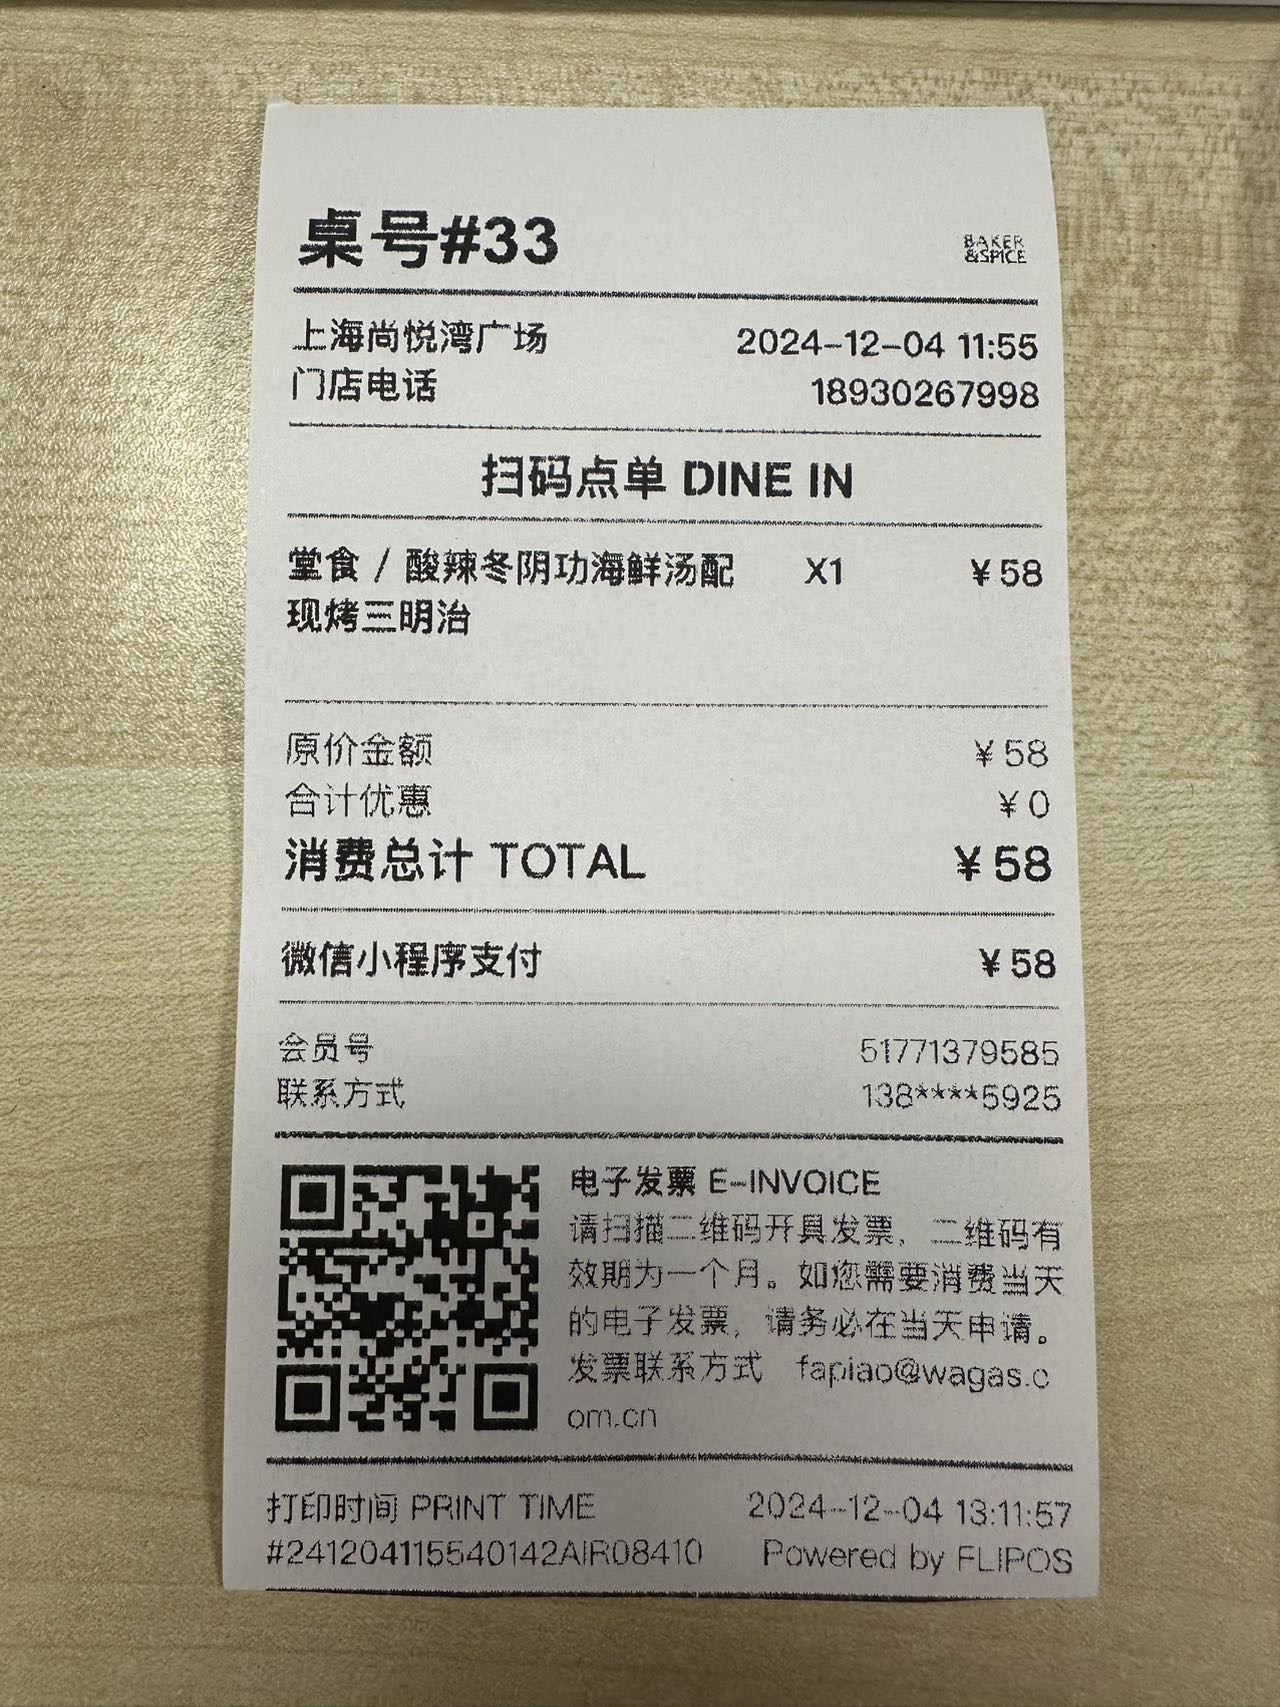 桌号#33
BAKER
&SPICE
上海尚悦湾广场 2024-12-04 11:55
门店电话 18930267998
扫码点单 DINE IN
堂食 / 酸辣冬阴功海鲜汤配 X1 ¥58
现烤三明治
原价金额 ¥58
合计优惠 ¥0
消费总计 TOTAL ¥58
微信小程序支付 ¥58
会员号 51771379585
联系方式 138****5925
电子发票 E-INVOICE
请扫描二维码开具发票，二维码有
效期为一个月。如您需要消费当天
的电子发票，请务必在当天申请。
发票联系方式 fapiao@wagas.c
om.cn
打印时间 PRINT TIME 2024-12-04 13:11:57
#241204115540142AIR08410 Powered by FLIPOS